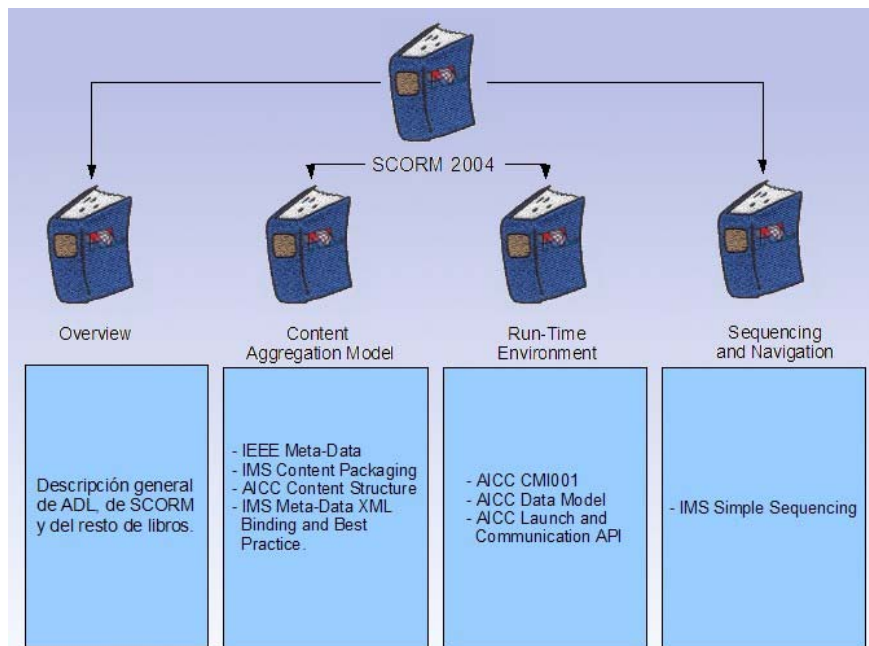 SCORM 2004
Overview
Content
Aggregation Model
Run-Time
Environment
Sequencing
and Navigation
Descripción general
de ADL, de SCORM
y del resto de libros.
- IEEE Meta-Data
- IMS Content Packaging
- AICC Content Structure
- IMS Meta-Data XML
Binding and Best
Practice.
- AICC CMI001
- AICC Data Model
- AICC Launch and
Communication API
- IMS Simple Sequencing